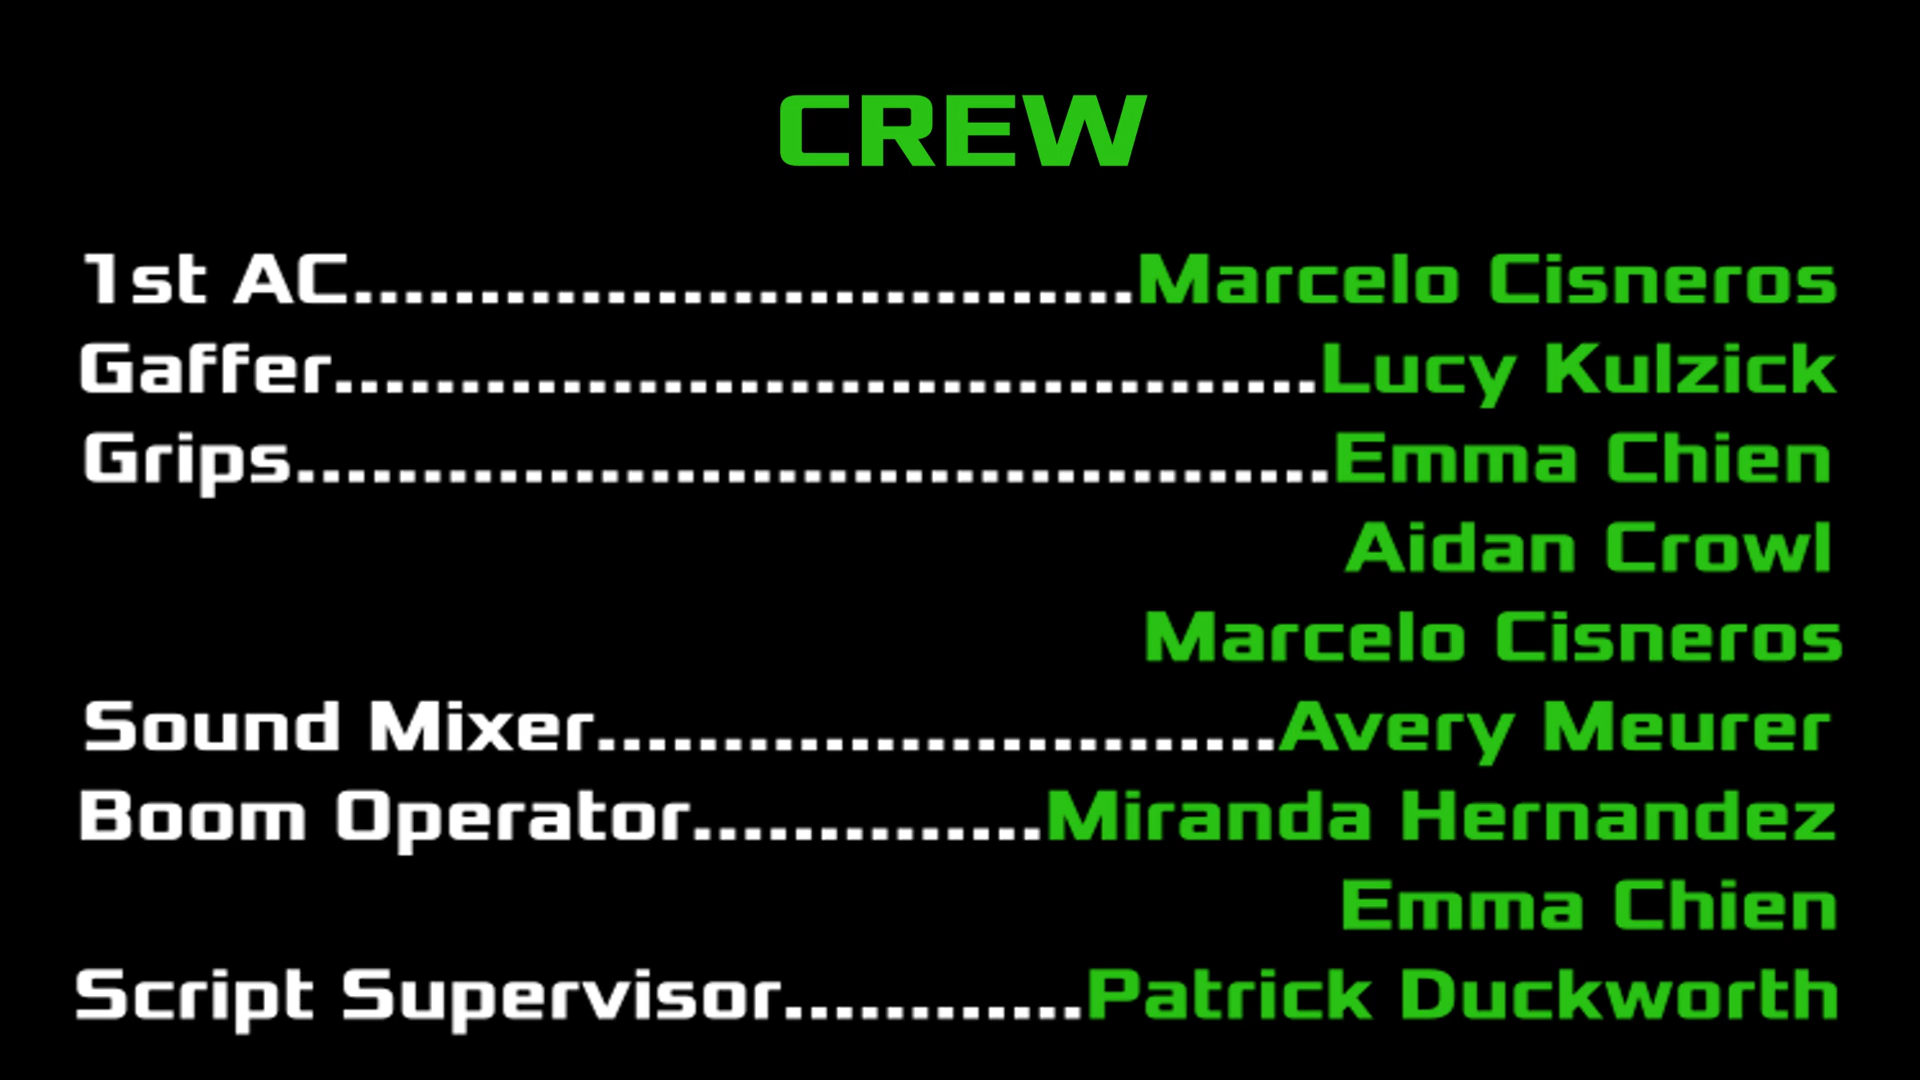 CREW
1st AC...............................Marcelo Cisneros
Gaffer.......................................Lucy Kulzick
Grips.........................................Emma Chien
Aidan Crowl
Marcelo Cisneros
Sound Mixer...........................Avery Meurer
Boom Operator..............Miranda Hernandez
Emma Chien
Script Supervisor............Patrick Duckworth